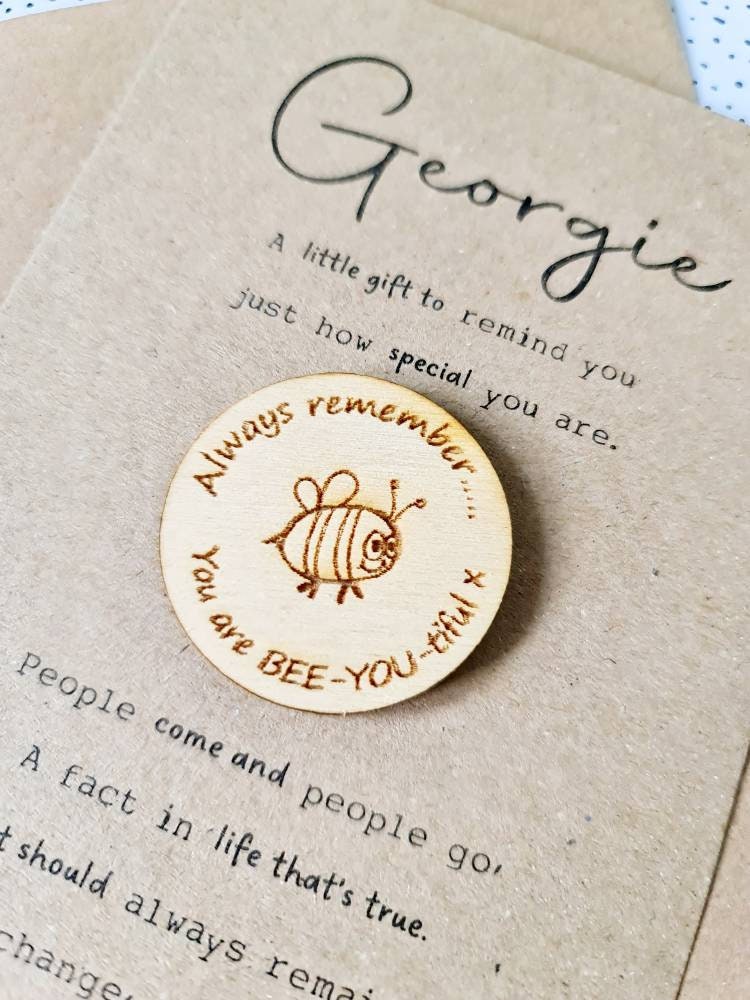 Georgie
A little gift to remind you
just how special you are.
Always remember.....
You are BEE-YOU-tiful x
People come and people go,
A fact in life that's true.
should always
change,